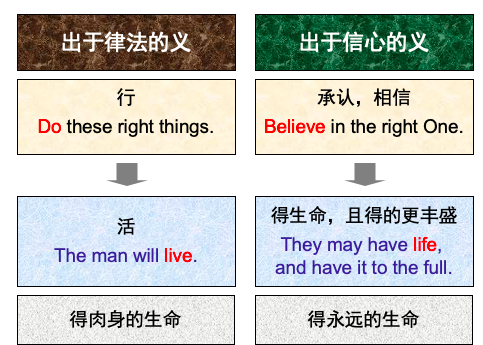 出于律法的义
行
Do these right things.
活
The man will live.
得肉身的生命
出于信心的义
承认，相信
Believe in the right One.
得生命，且得的更丰盛
They may have life,
and have it to the full.
得永远的生命